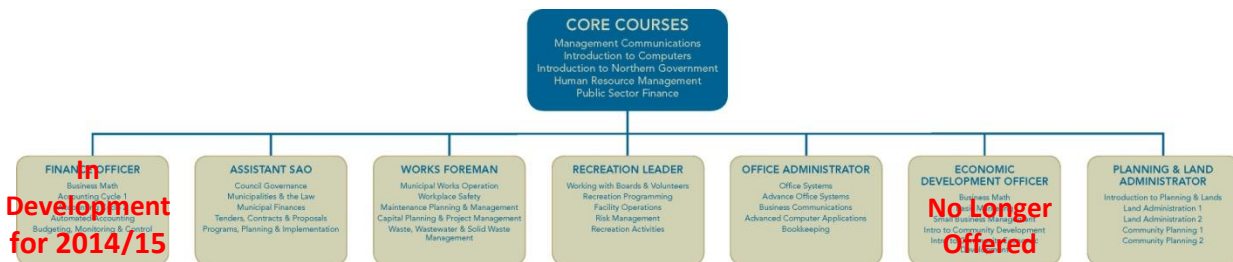 CORE COURSES
Management Communications
Introduction to Computers
Introduction to Northern Government
Human Resource Management
Public Sector Finance
FINANCE OFFICER
Business Math
Accounting Cycle 1
Automated Accounting
Budgeting, Monitoring & Control
In
Development
for 2014/15
ASSISTANT SAO
Council Governance
Municipalities & the Law
Municipal Finances
Tenders, Contracts & Proposals
Programs, Planning & Implementation
WORKS FOREMAN
Municipal Works Operation
Workplace Safety
Maintenance Planning & Management
Capital Planning & Project Management
Waste, Wastewater & Solid Waste
Management
RECREATION LEADER
Working with Boards & Volunteers
Recreation Programming
Facility Operations
Risk Management
Recreation Activities
OFFICE ADMINISTRATOR
Office Systems
Advance Office Systems
Business Communications
Advanced Computer Applications
Bookkeeping
ECONOMIC
DEVELOPMENT OFFICER
Business Math
Small Business Management
Intro to Community Development
No Longer
Offered
PLANNING & LAND
ADMINISTRATOR
Introduction to Planning & Lands
Land Administration 1
Land Administration 2
Community Planning 1
Community Planning 2